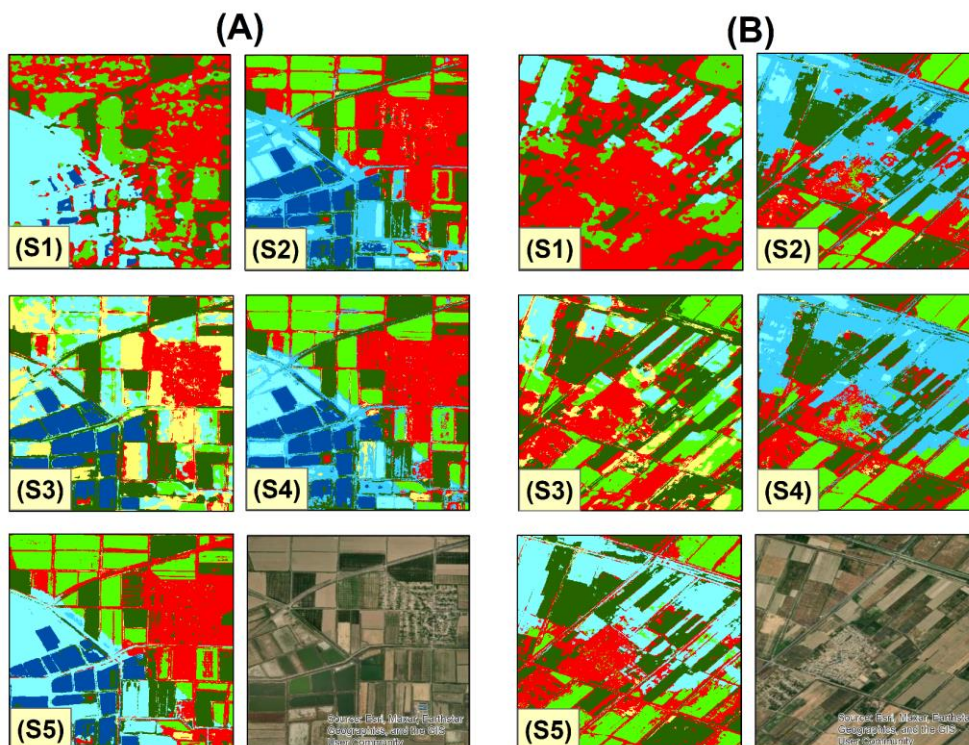 (A)
(B)
(S1)
(S2)
(S1)
(S2)
(S3)
(S4)
(S3)
(S4)
(S5)
Source: Esri, Maxar, Earthstar
Geographics, and the GIS
User Community
(S5)
Source: Esri, Maxar, Earthstar
Geographics, and the GIS
User Community